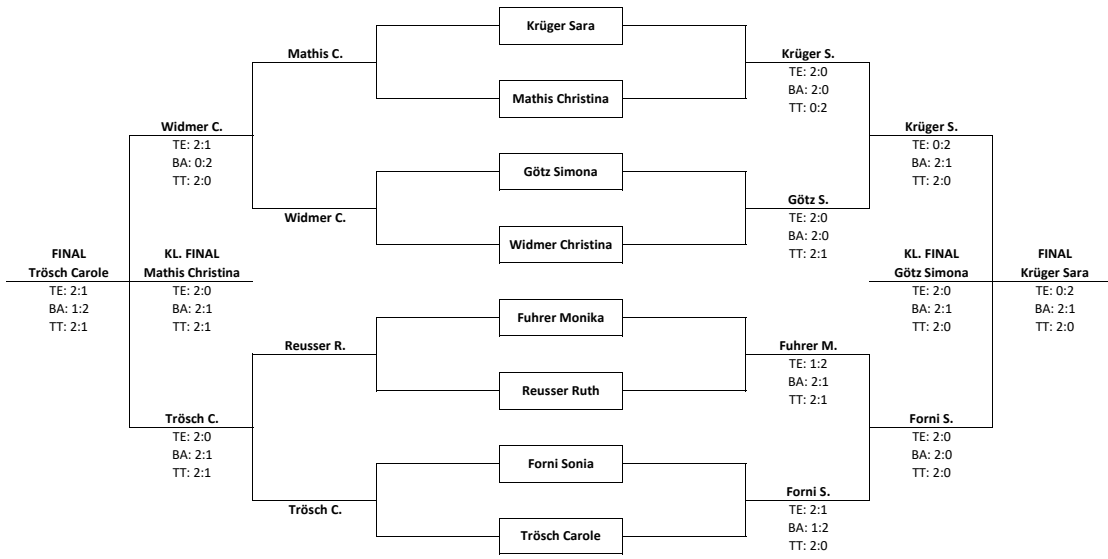 Krüger Sara
Mathis C.
Krüger S.
TE: 2:0
BA: 2:0
TT: 0:2
Mathis Christina
Widmer C.
TE: 2:1
BA: 0:2
TT: 2:0
Krüger S.
TE: 0:2
BA: 2:1
TT: 2:0
Götz Simona
Widmer C.
Götz S.
TE: 2:0
BA: 2:0
TT: 2:1
Widmer Christina
FINAL
Trösch Carole
TE: 2:1
BA: 1:2
TT: 2:1
KL. FINAL
Mathis Christina
TE: 2:0
BA: 2:1
TT: 2:1
KL. FINAL
Götz Simona
TE: 2:0
BA: 2:1
TT: 2:0
FINAL
Krüger Sara
TE: 0:2
BA: 2:1
TT: 2:0
Fuhrer Monika
Reusser R.
Fuhrer M.
TE: 1:2
BA: 2:1
TT: 2:1
Reusser Ruth
Trösch C.
TE: 2:0
BA: 2:1
TT: 2:1
Forni S.
TE: 2:0
BA: 2:0
TT: 2:0
Forni Sonia
Trösch C.
Forni S.
TE: 2:1
BA: 1:2
TT: 2:0
Trösch Carole